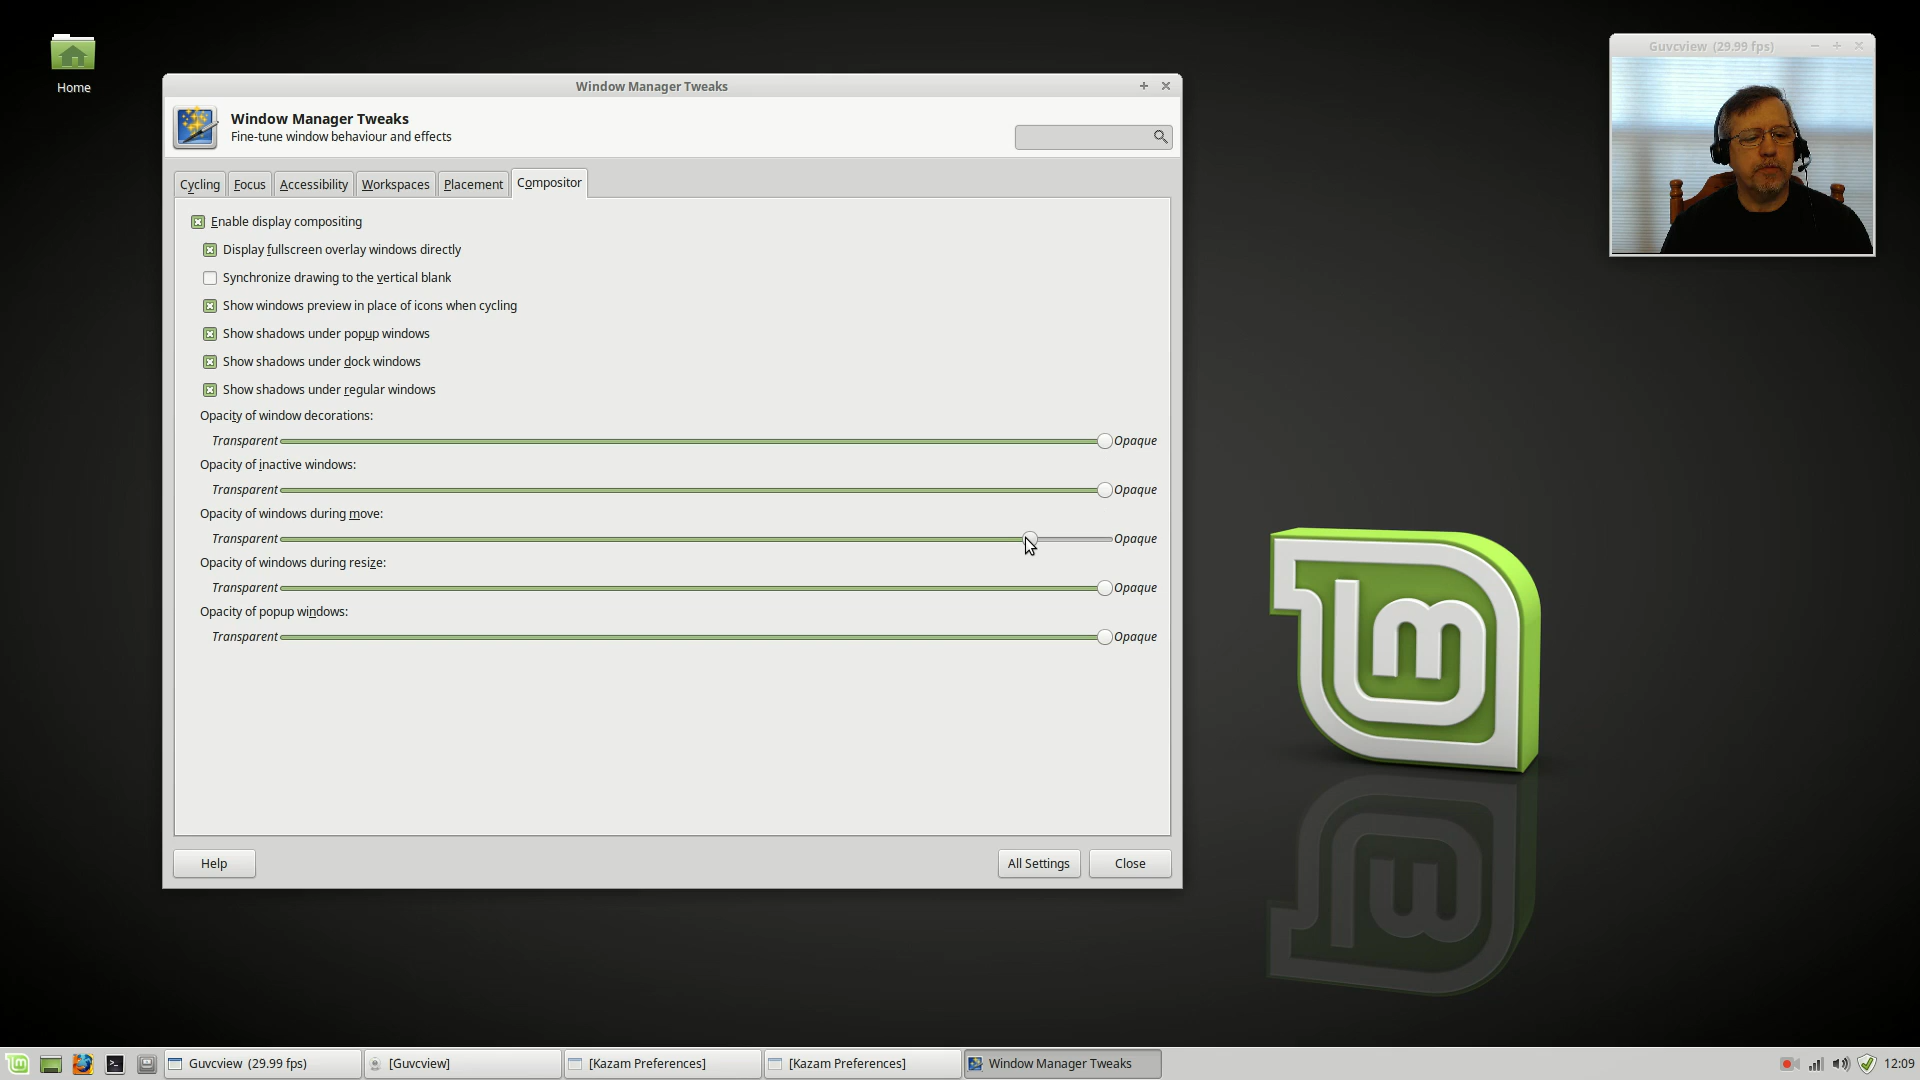 Home
Guvcview (29.99 fps)
Window Manager Tweaks
Window Manager Tweaks
Fine-tune window behaviour and effects
Cycling
Focus
Accessibility
Workspaces
Placement
Compositor
Enable display compositing
Display fullscreen overlay windows directly
Synchronize drawing to the vertical blank
Show windows preview in place of icons when cycling
Show shadows under popup windows
Show shadows under dock windows
Show shadows under regular windows
Opacity of window decorations:
Transparent Opaque
Opacity of inactive windows:
Transparent Opaque
Opacity of windows during move:
Transparent Opaque
Opacity of windows during resize:
Transparent Opaque
Opacity of popup windows:
Transparent Opaque
Help
All Settings
Close
Guvcview (29.99 fps)
[Guvcview]
[Kazam Preferences]
[Kazam Preferences]
Window Manager Tweaks
12:09